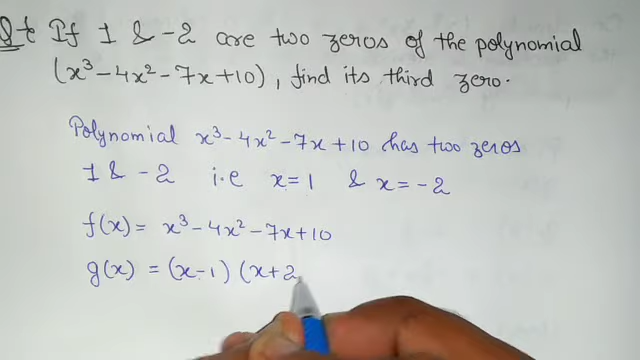 Q: If 1 & -2 are two zeros of the polynomial
(x³-4x²-7x+10), find its third zero.
Polynomial x³-4x²-7x+10 has two zeros
1 & -2 i.e x=1 & x=-2
f(x)= x³-4x²-7x+10
g(x) = (x-1) (x+2